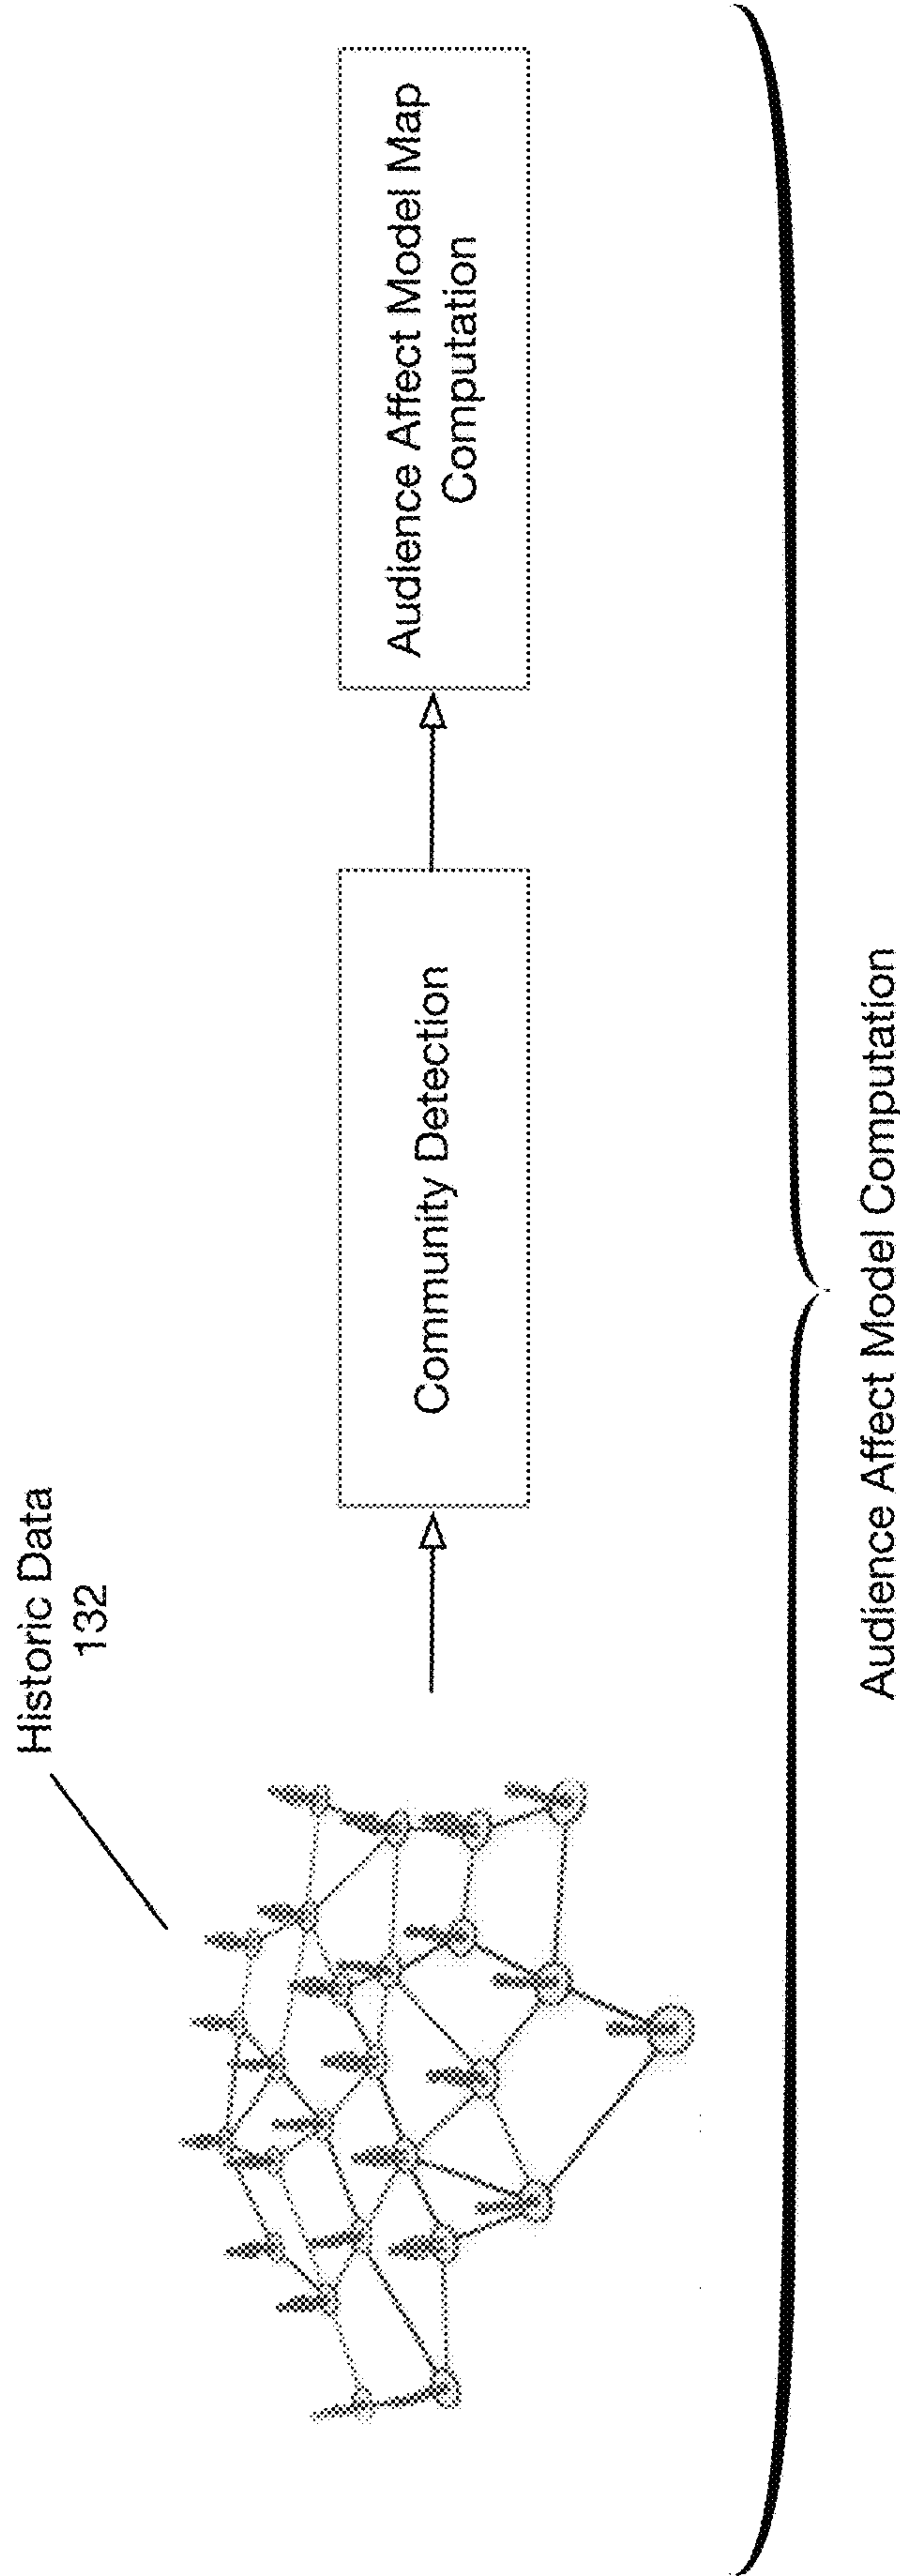 Historic Data
132
Community Detection
Audience Affect Model Map
Computation
Audience Affect Model Computation